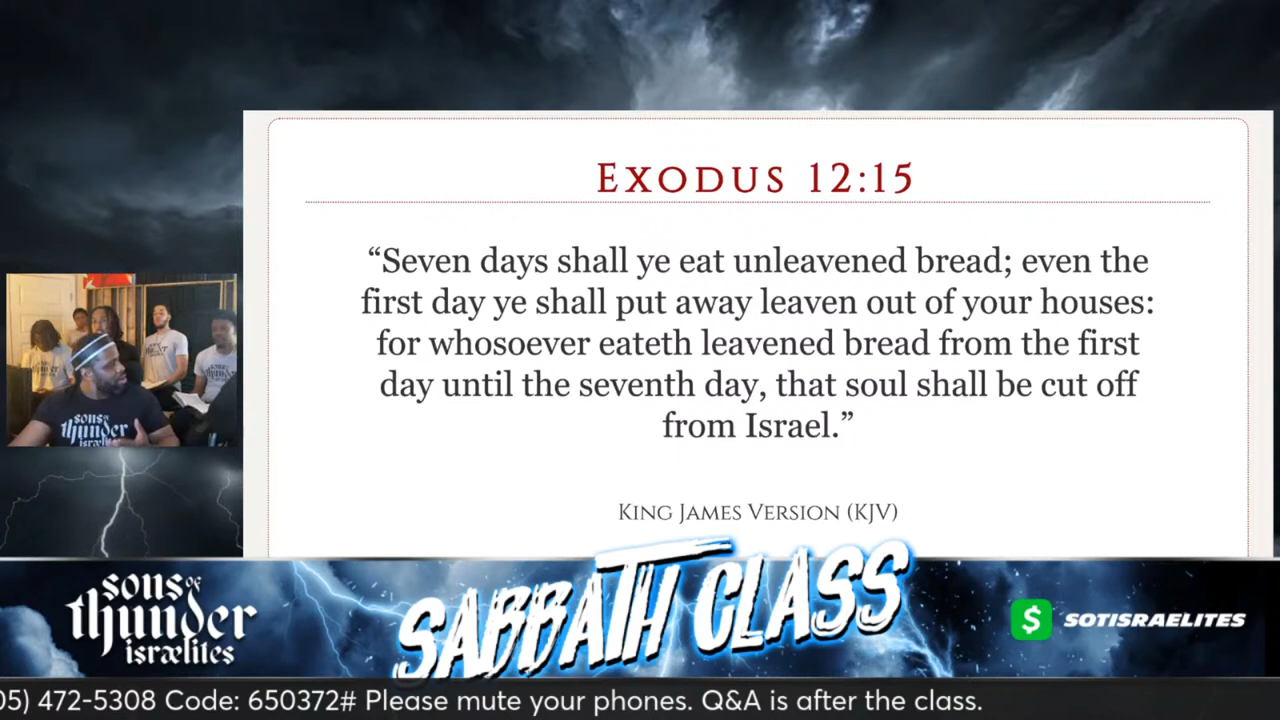 EXODUS 12:15
“Seven days shall ye eat unleavened bread; even the
first day ye shall put away leaven out of your houses:
for whosoever eateth leavened bread from the first
day until the seventh day, that soul shall be cut off
from Israel.”
KING JAMES VERSION (KJV)
sons of
thunder
SABBATH CLASS
sons of
thunder
israelites
$ SOTISRAELITES
05) 472-5308 Code: 650372# Please mute your phones. Q&A is after the class.